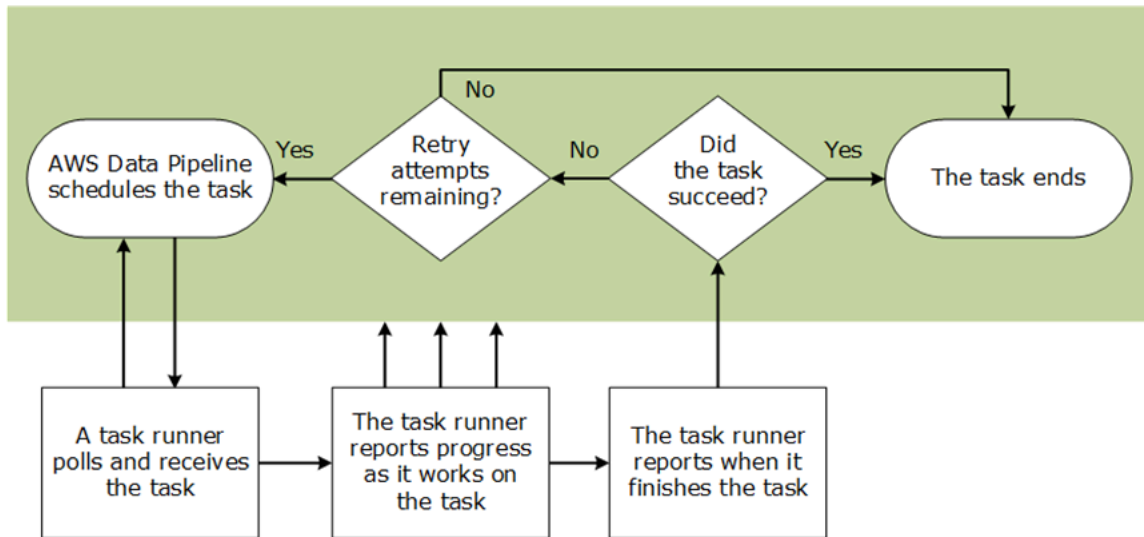 No
AWS Data Pipeline
schedules the task
Yes
Retry
attempts
remaining?
No
Did
the task
succeed?
Yes
The task ends
A task runner
polls and receives
the task
The task runner
reports progress
as it works on
the task
The task runner
reports when it
finishes the task